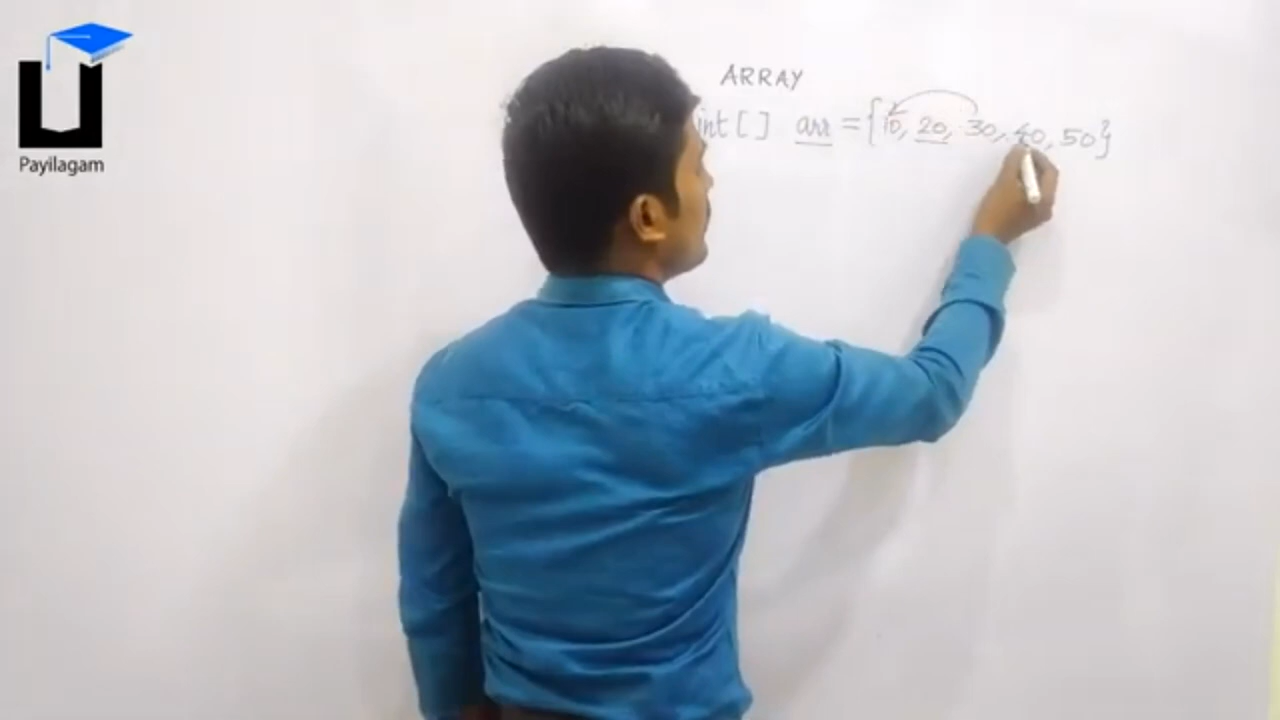 Payilagam
ARRAY
int [ ] arr = {10, 20, 30, 40, 50}